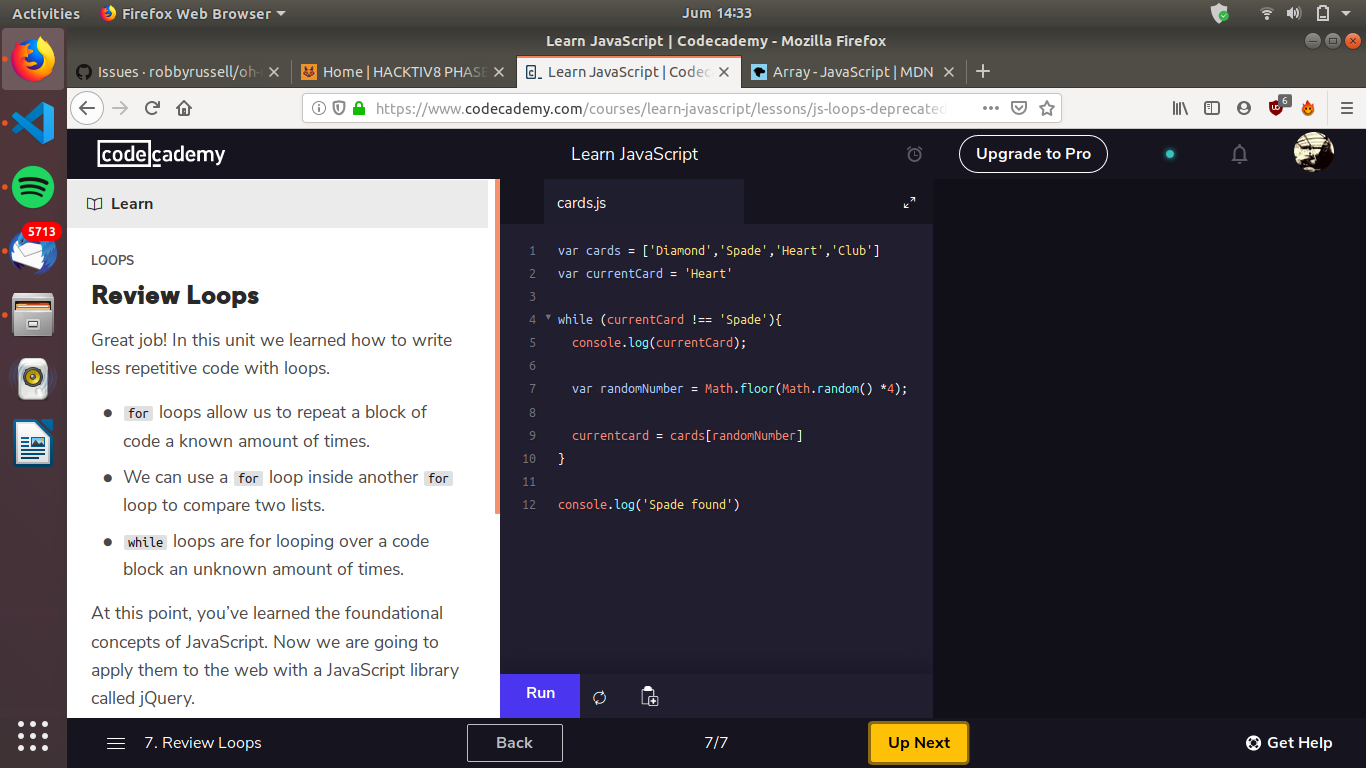 Activities Firefox Web Browser Jum 14:33
Learn JavaScript | Codecademy - Mozilla Firefox
Issues · robbyrussell/oh- Home | HACKTIV8 PHASE Learn JavaScript | Codec Array - JavaScript | MDN
https://www.codecademy.com/courses/learn-javascript/lessons/js-loops-deprecated 6
codecademy Learn JavaScript Upgrade to Pro
Learn
cards.js
5713
LOOPS
Review Loops
Great job! In this unit we learned how to write
less repetitive code with loops.
for loops allow us to repeat a block of
code a known amount of times.
We can use a for loop inside another for
loop to compare two lists.
while loops are for looping over a code
block an unknown amount of times.
At this point, you’ve learned the foundational
concepts of JavaScript. Now we are going to
apply them to the web with a JavaScript library
called jQuery.
1 var cards = ['Diamond','Spade','Heart','Club']
2 var currentCard = 'Heart'
3
4 while (currentCard !== 'Spade'){
5 console.log(currentCard);
6
7 var randomNumber = Math.floor(Math.random() *4);
8
9 currentcard = cards[randomNumber]
10 }
11
12 console.log('Spade found')
Run
7. Review Loops Back 7/7 Up Next Get Help